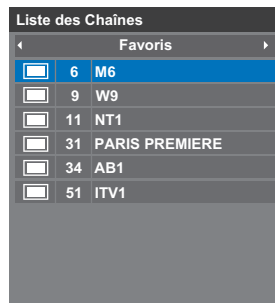 Liste des Chaînes
Favoris
6 M6
9 W9
11 NT1
31 PARIS PREMIERE
34 AB1
51 ITV1